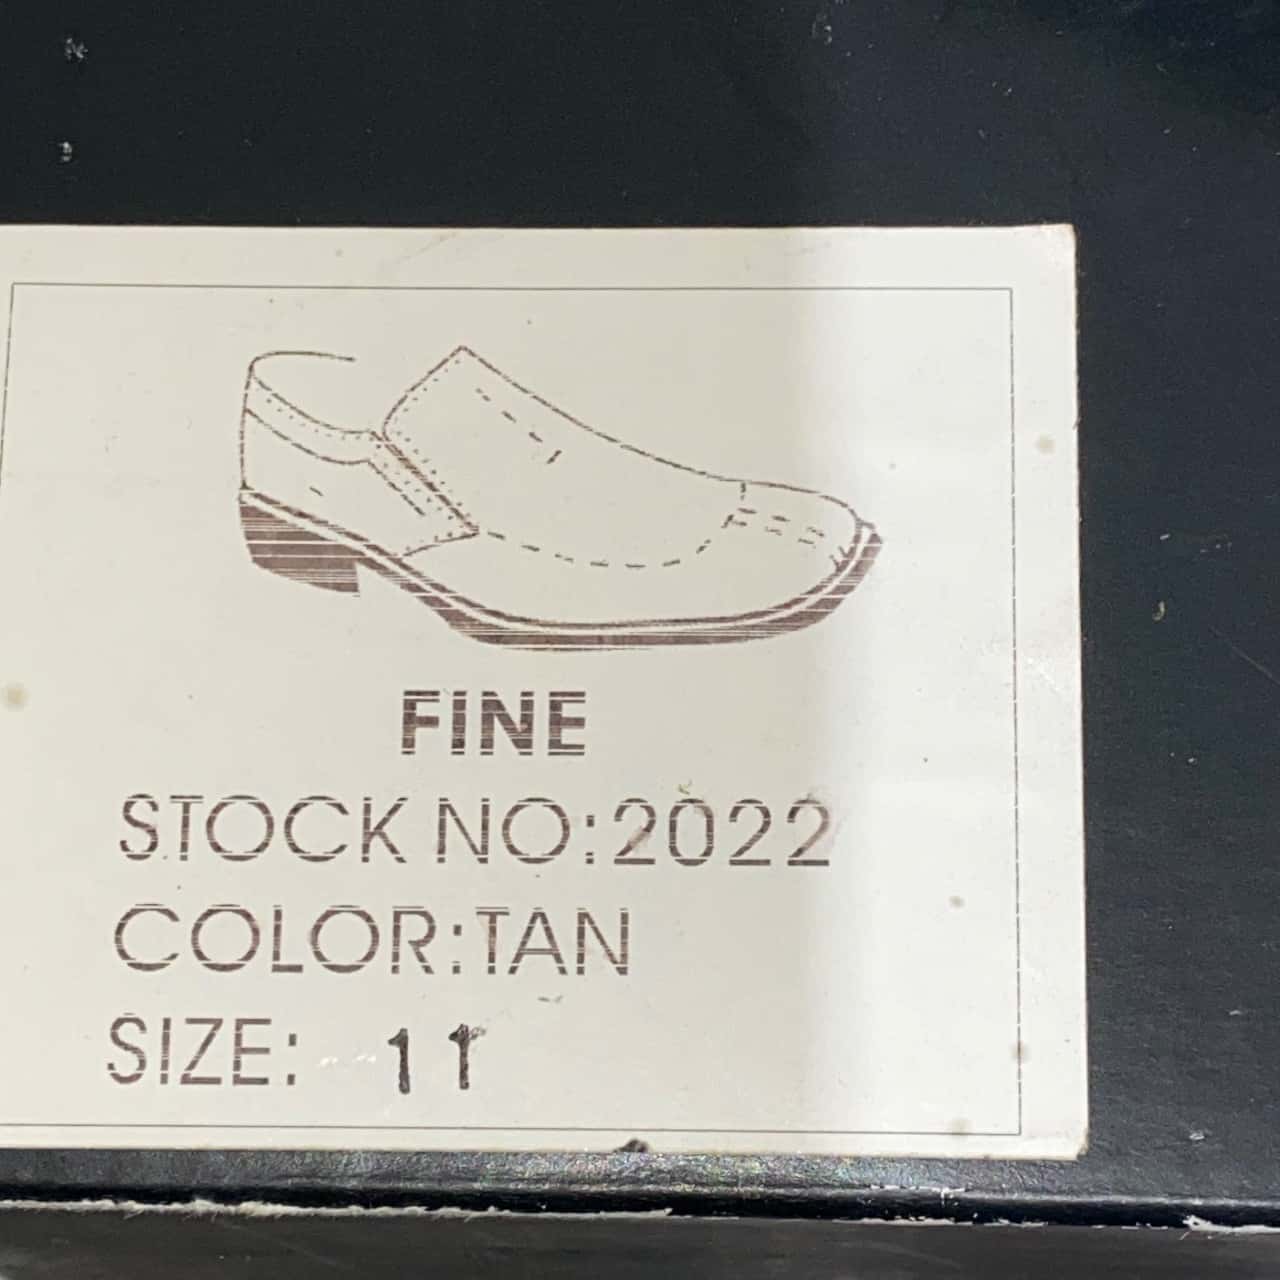 FINE
STOCK NO:2022
COLOR:TAN
SIZE: 11